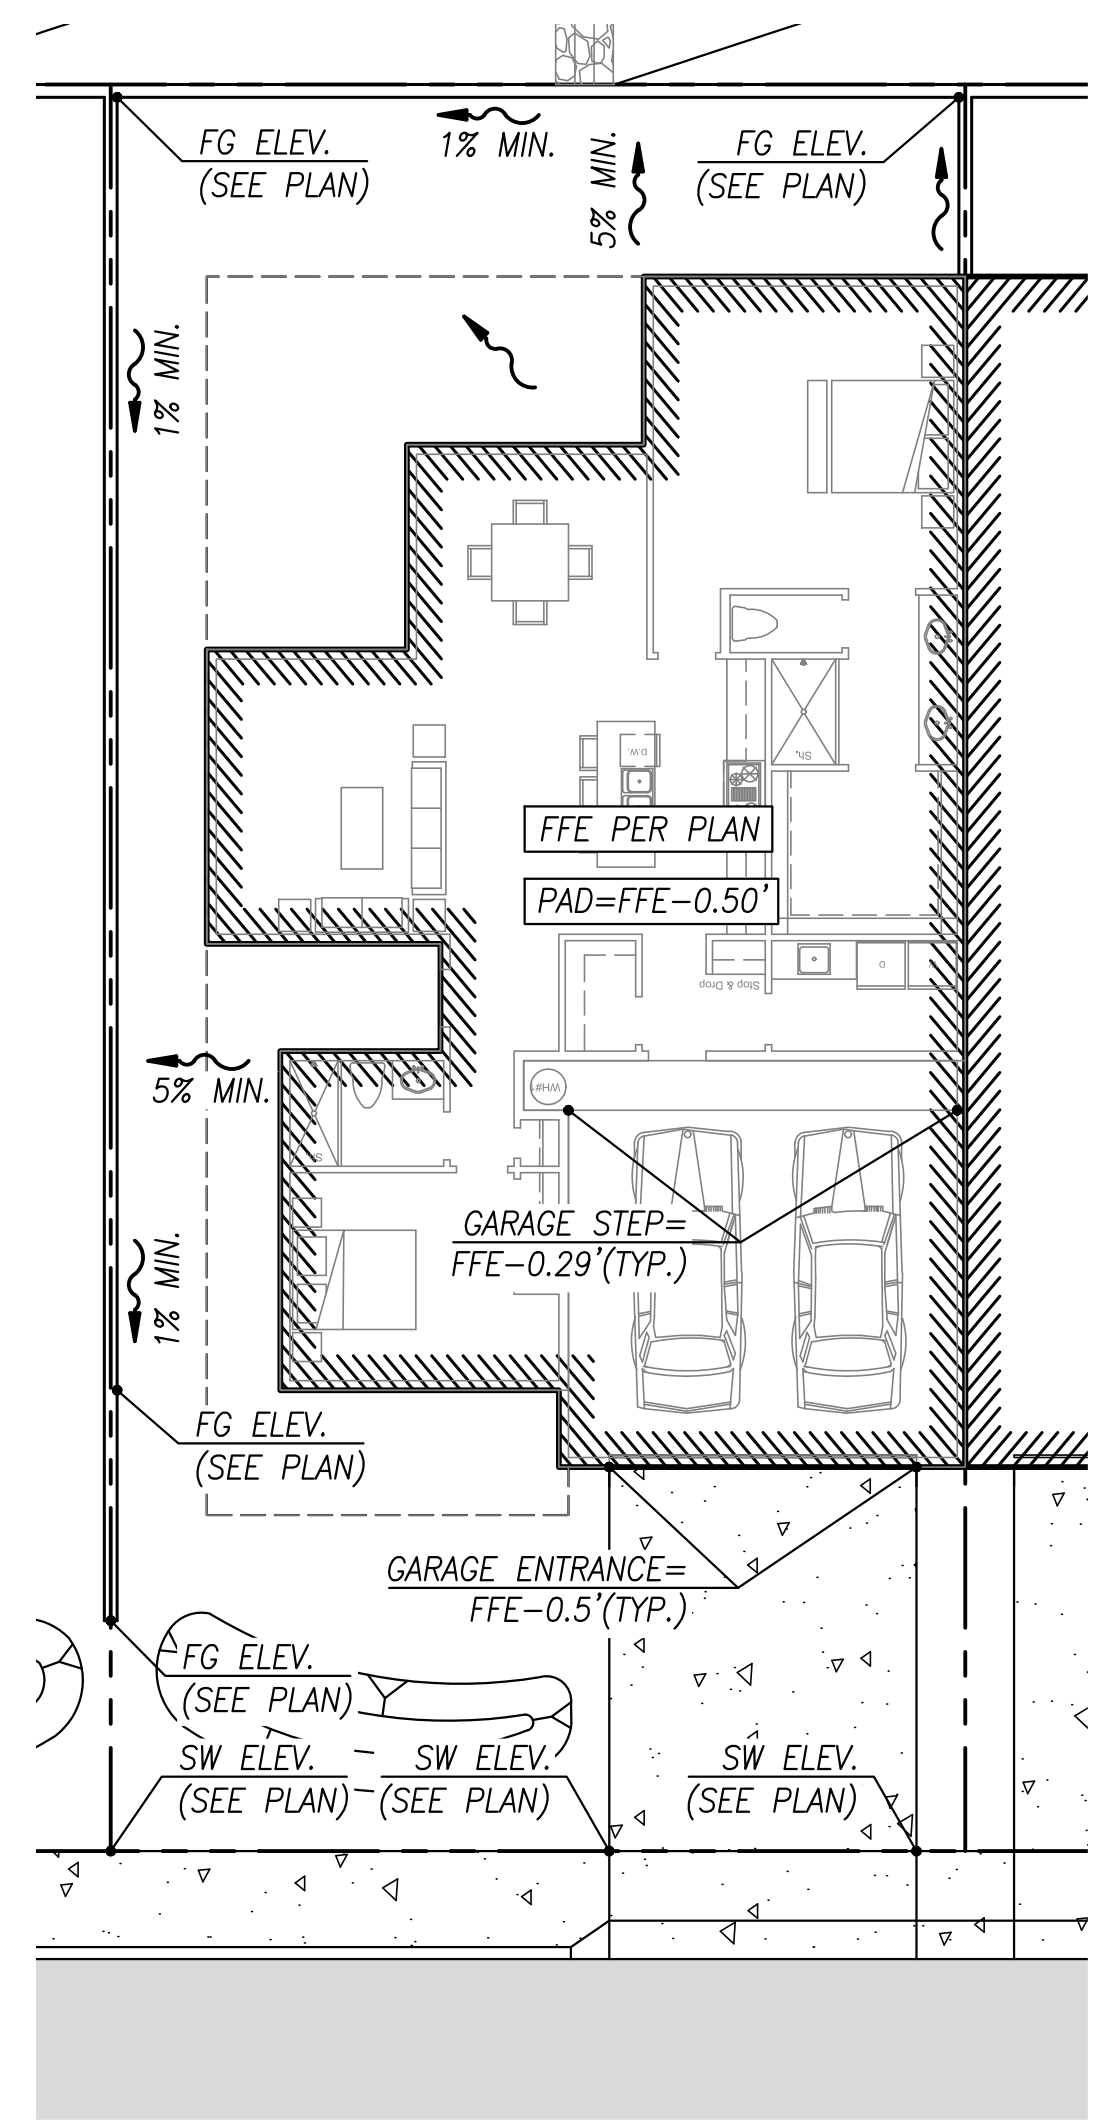 FG ELEV.
(SEE PLAN)
1% MIN.
5% MIN.
FG ELEV.
(SEE PLAN)
1% MIN.
D.W.
Sh.
FFE PER PLAN
PAD=FFE-0.50'
D
Stop & Drop
5% MIN.
WH#1
Sh.
GARAGE STEP=
FFE-0.29'(TYP.)
1% MIN.
FG ELEV.
(SEE PLAN)
GARAGE ENTRANCE=
FFE-0.5'(TYP.)
FG ELEV.
(SEE PLAN)
SW ELEV.
(SEE PLAN)
SW ELEV.
(SEE PLAN)
SW ELEV.
(SEE PLAN)